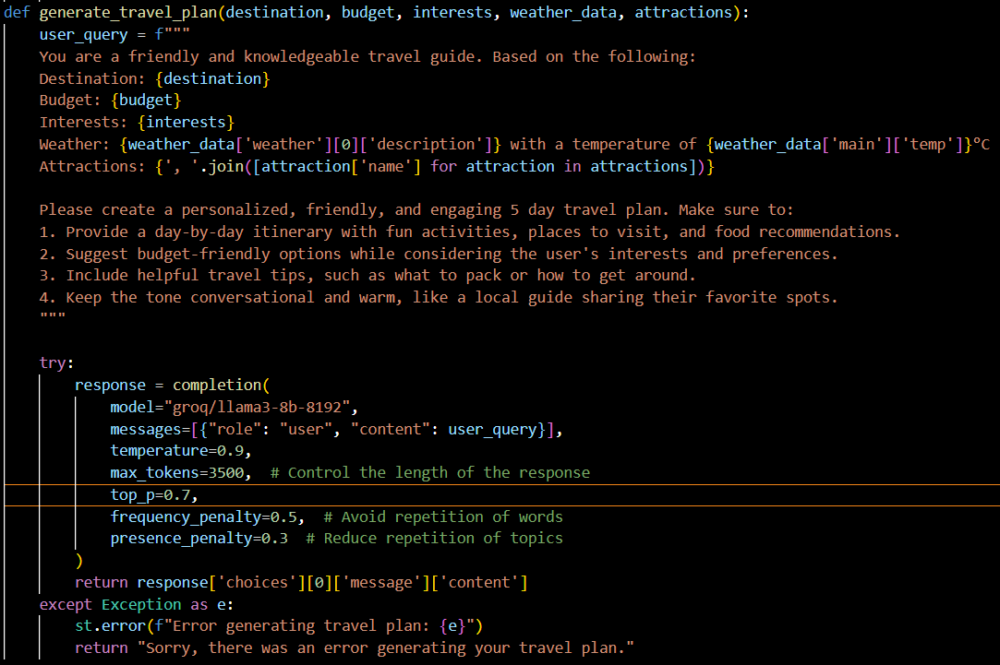 def generate_travel_plan(destination, budget, interests, weather_data, attractions):
    user_query = f"""
    You are a friendly and knowledgeable travel guide. Based on the following:
    Destination: {destination}
    Budget: {budget}
    Interests: {interests}
    Weather: {weather_data['weather'][0]['description']} with a temperature of {weather_data['main']['temp']}°C
    Attractions: {', '.join([attraction['name'] for attraction in attractions])}

    Please create a personalized, friendly, and engaging 5 day travel plan. Make sure to:
    1. Provide a day-by-day itinerary with fun activities, places to visit, and food recommendations.
    2. Suggest budget-friendly options while considering the user's interests and preferences.
    3. Include helpful travel tips, such as what to pack or how to get around.
    4. Keep the tone conversational and warm, like a local guide sharing their favorite spots.
    """

    try:
        response = completion(
            model="groq/llama3-8b-8192",
            messages=[{"role": "user", "content": user_query}],
            temperature=0.9,
            max_tokens=3500,  # Control the length of the response
            top_p=0.7,
            frequency_penalty=0.5,  # Avoid repetition of words
            presence_penalty=0.3  # Reduce repetition of topics
        )
        return response['choices'][0]['message']['content']
    except Exception as e:
        st.error(f"Error generating travel plan: {e}")
        return "Sorry, there was an error generating your travel plan."